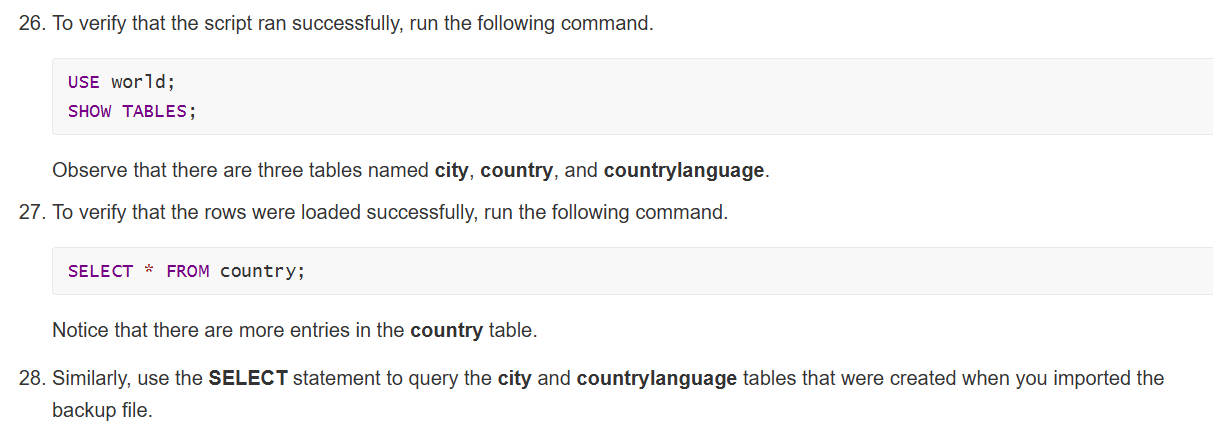 26. To verify that the script ran successfully, run the following command.
USE world;
SHOW TABLES;
Observe that there are three tables named city, country, and countrylanguage.
27. To verify that the rows were loaded successfully, run the following command.
SELECT * FROM country;
Notice that there are more entries in the country table.
28. Similarly, use the SELECT statement to query the city and countrylanguage tables that were created when you imported the
backup file.